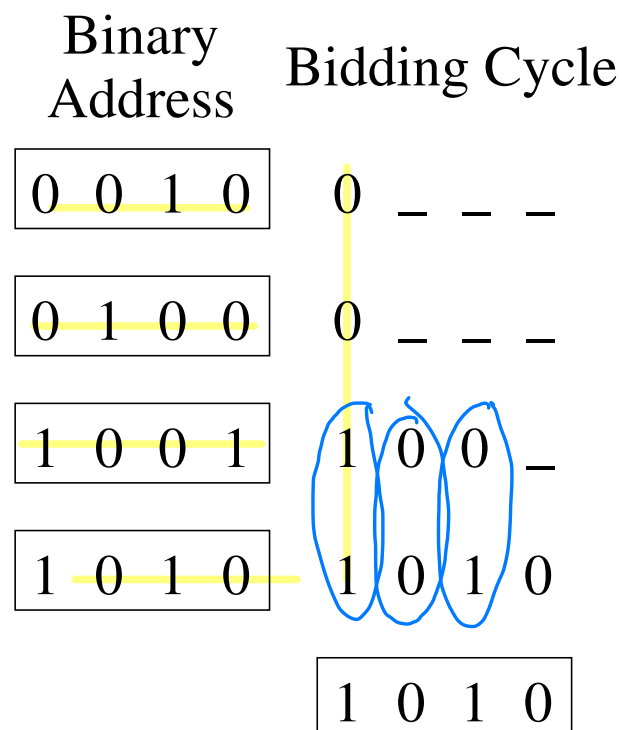 Binary Address
Bidding Cycle
0 0 1 0 0 _ _ _
0 1 0 0 0 _ _ _
1 0 0 1 1 0 0 _
1 0 1 0 1 0 1 0
1 0 1 0